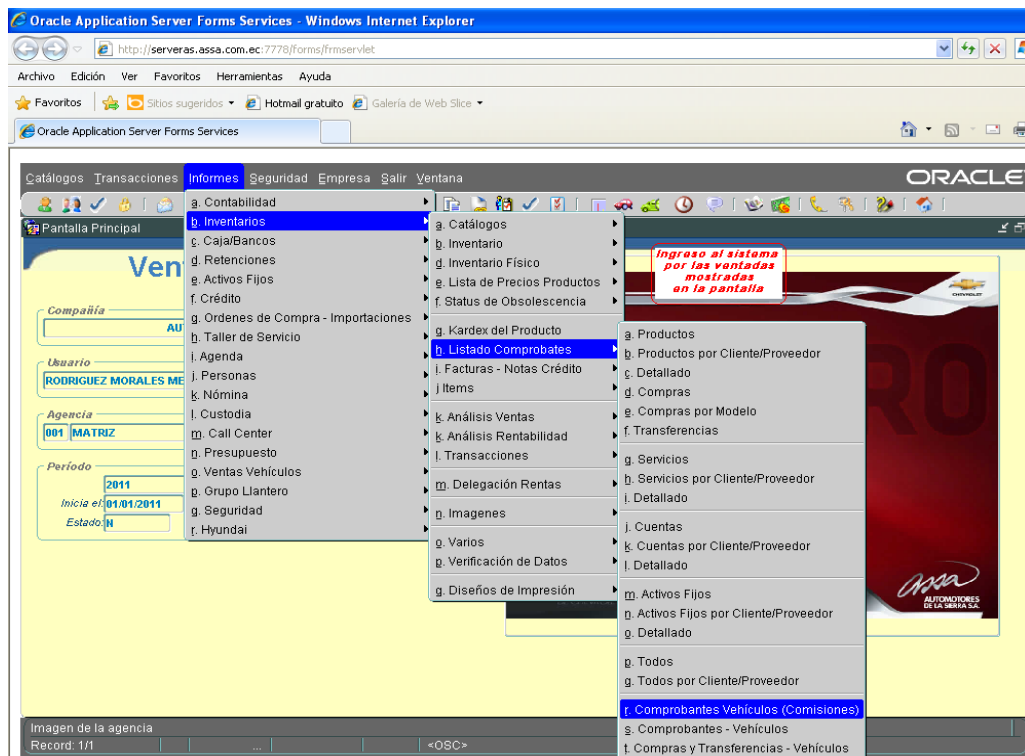 Oracle Application Server Forms Services - Windows Internet Explorer
http://serveras.assa.com.ec:7778/forms/frmservlet
Archivo Edición Ver Favoritos Herramientas Ayuda
Favoritos Sitios sugeridos Hotmail gratuito Galería de Web Slice
Oracle Application Server Forms Services
Catálogos Transacciones Informes Seguridad Empresa Salir Ventana
ORACLE
Pantalla Principal
Ven
Compañía
AU
Usuario
RODRIGUEZ MORALES ME
Agencia
001 MATRIZ
Período
2011
Inicia el: 01/01/2011
Estado: N
a. Contabilidad
b. Inventarios
c. Caja/Bancos
d. Retenciones
e. Activos Fijos
f. Crédito
g. Ordenes de Compra - Importaciones
h. Taller de Servicio
i. Agenda
j. Personas
k. Nómina
l. Custodia
m. Call Center
n. Presupuesto
o. Ventas Vehículos
p. Grupo Llantero
q. Seguridad
r. Hyundai
a. Catálogos
b. Inventario
d. Inventario Físico
e. Lista de Precios Productos
f. Status de Obsolescencia
g. Kardex del Producto
h. Listado Comprobates
i. Facturas - Notas Crédito
j Items
k. Análisis Ventas
k. Análisis Rentabilidad
l. Transacciones
m. Delegación Rentas
n. Imagenes
o. Varios
p. Verificación de Datos
q. Diseños de Impresión
Ingreso al sistema
por las ventadas
mostradas
en la pantalla
CHEVROLET
RO
a. Productos
b. Productos por Cliente/Proveedor
c. Detallado
d. Compras
e. Compras por Modelo
f. Transferencias
g. Servicios
h. Servicios por Cliente/Proveedor
i. Detallado
j. Cuentas
k. Cuentas por Cliente/Proveedor
l. Detallado
m. Activos Fijos
n. Activos Fijos por Cliente/Proveedor
o. Detallado
p. Todos
q. Todos por Cliente/Proveedor
r. Comprobantes Vehículos (Comisiones)
s. Comprobantes - Vehículos
t. Compras y Transferencias - Vehículos
assa
AUTOMOTORES
DE LA SIERRA S.A.
Imagen de la agencia
Record: 1/1 ... <OSC>